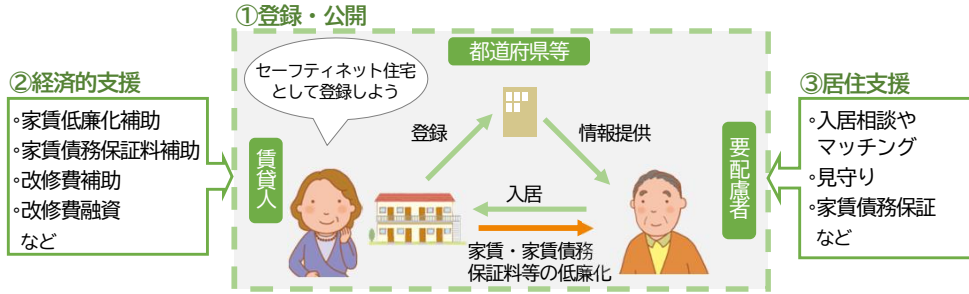 ①登録・公開
都道府県等
セーフティネット住宅
として登録しよう
②経済的支援
◦家賃低廉化補助
◦家賃債務保証料補助
◦改修費補助
◦改修費融資
など
賃貸人
登録
情報提供
入居
家賃・家賃債務
保証料等の低廉化
要配慮者
③居住支援
◦入居相談や
マッチング
◦見守り
◦家賃債務保証
など